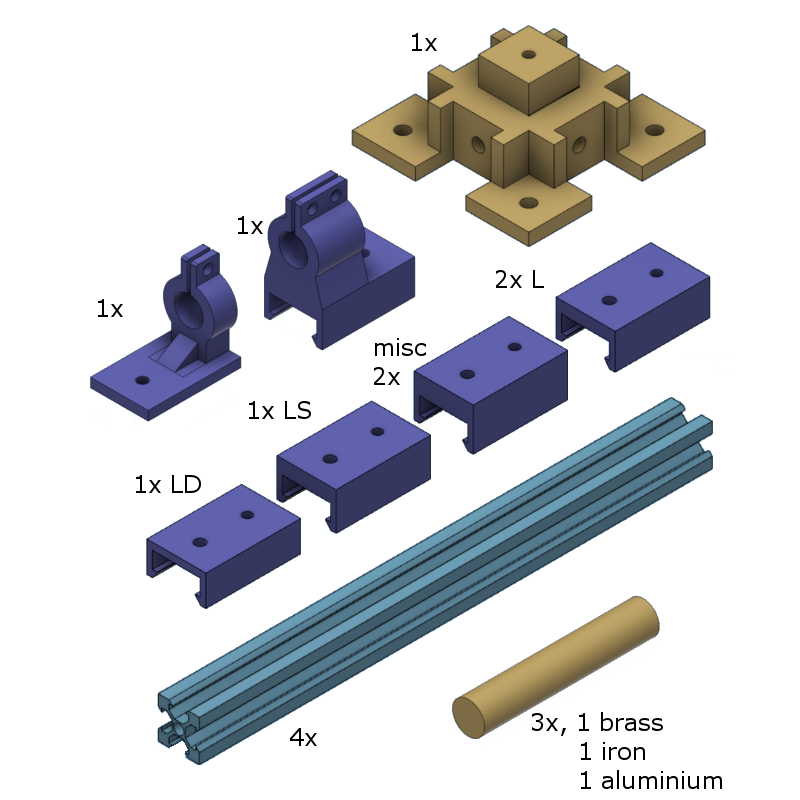 1x
1x
1x
2x L
misc
2x
1x LS
1x LD
4x
3x, 1 brass
1 iron
1 aluminium